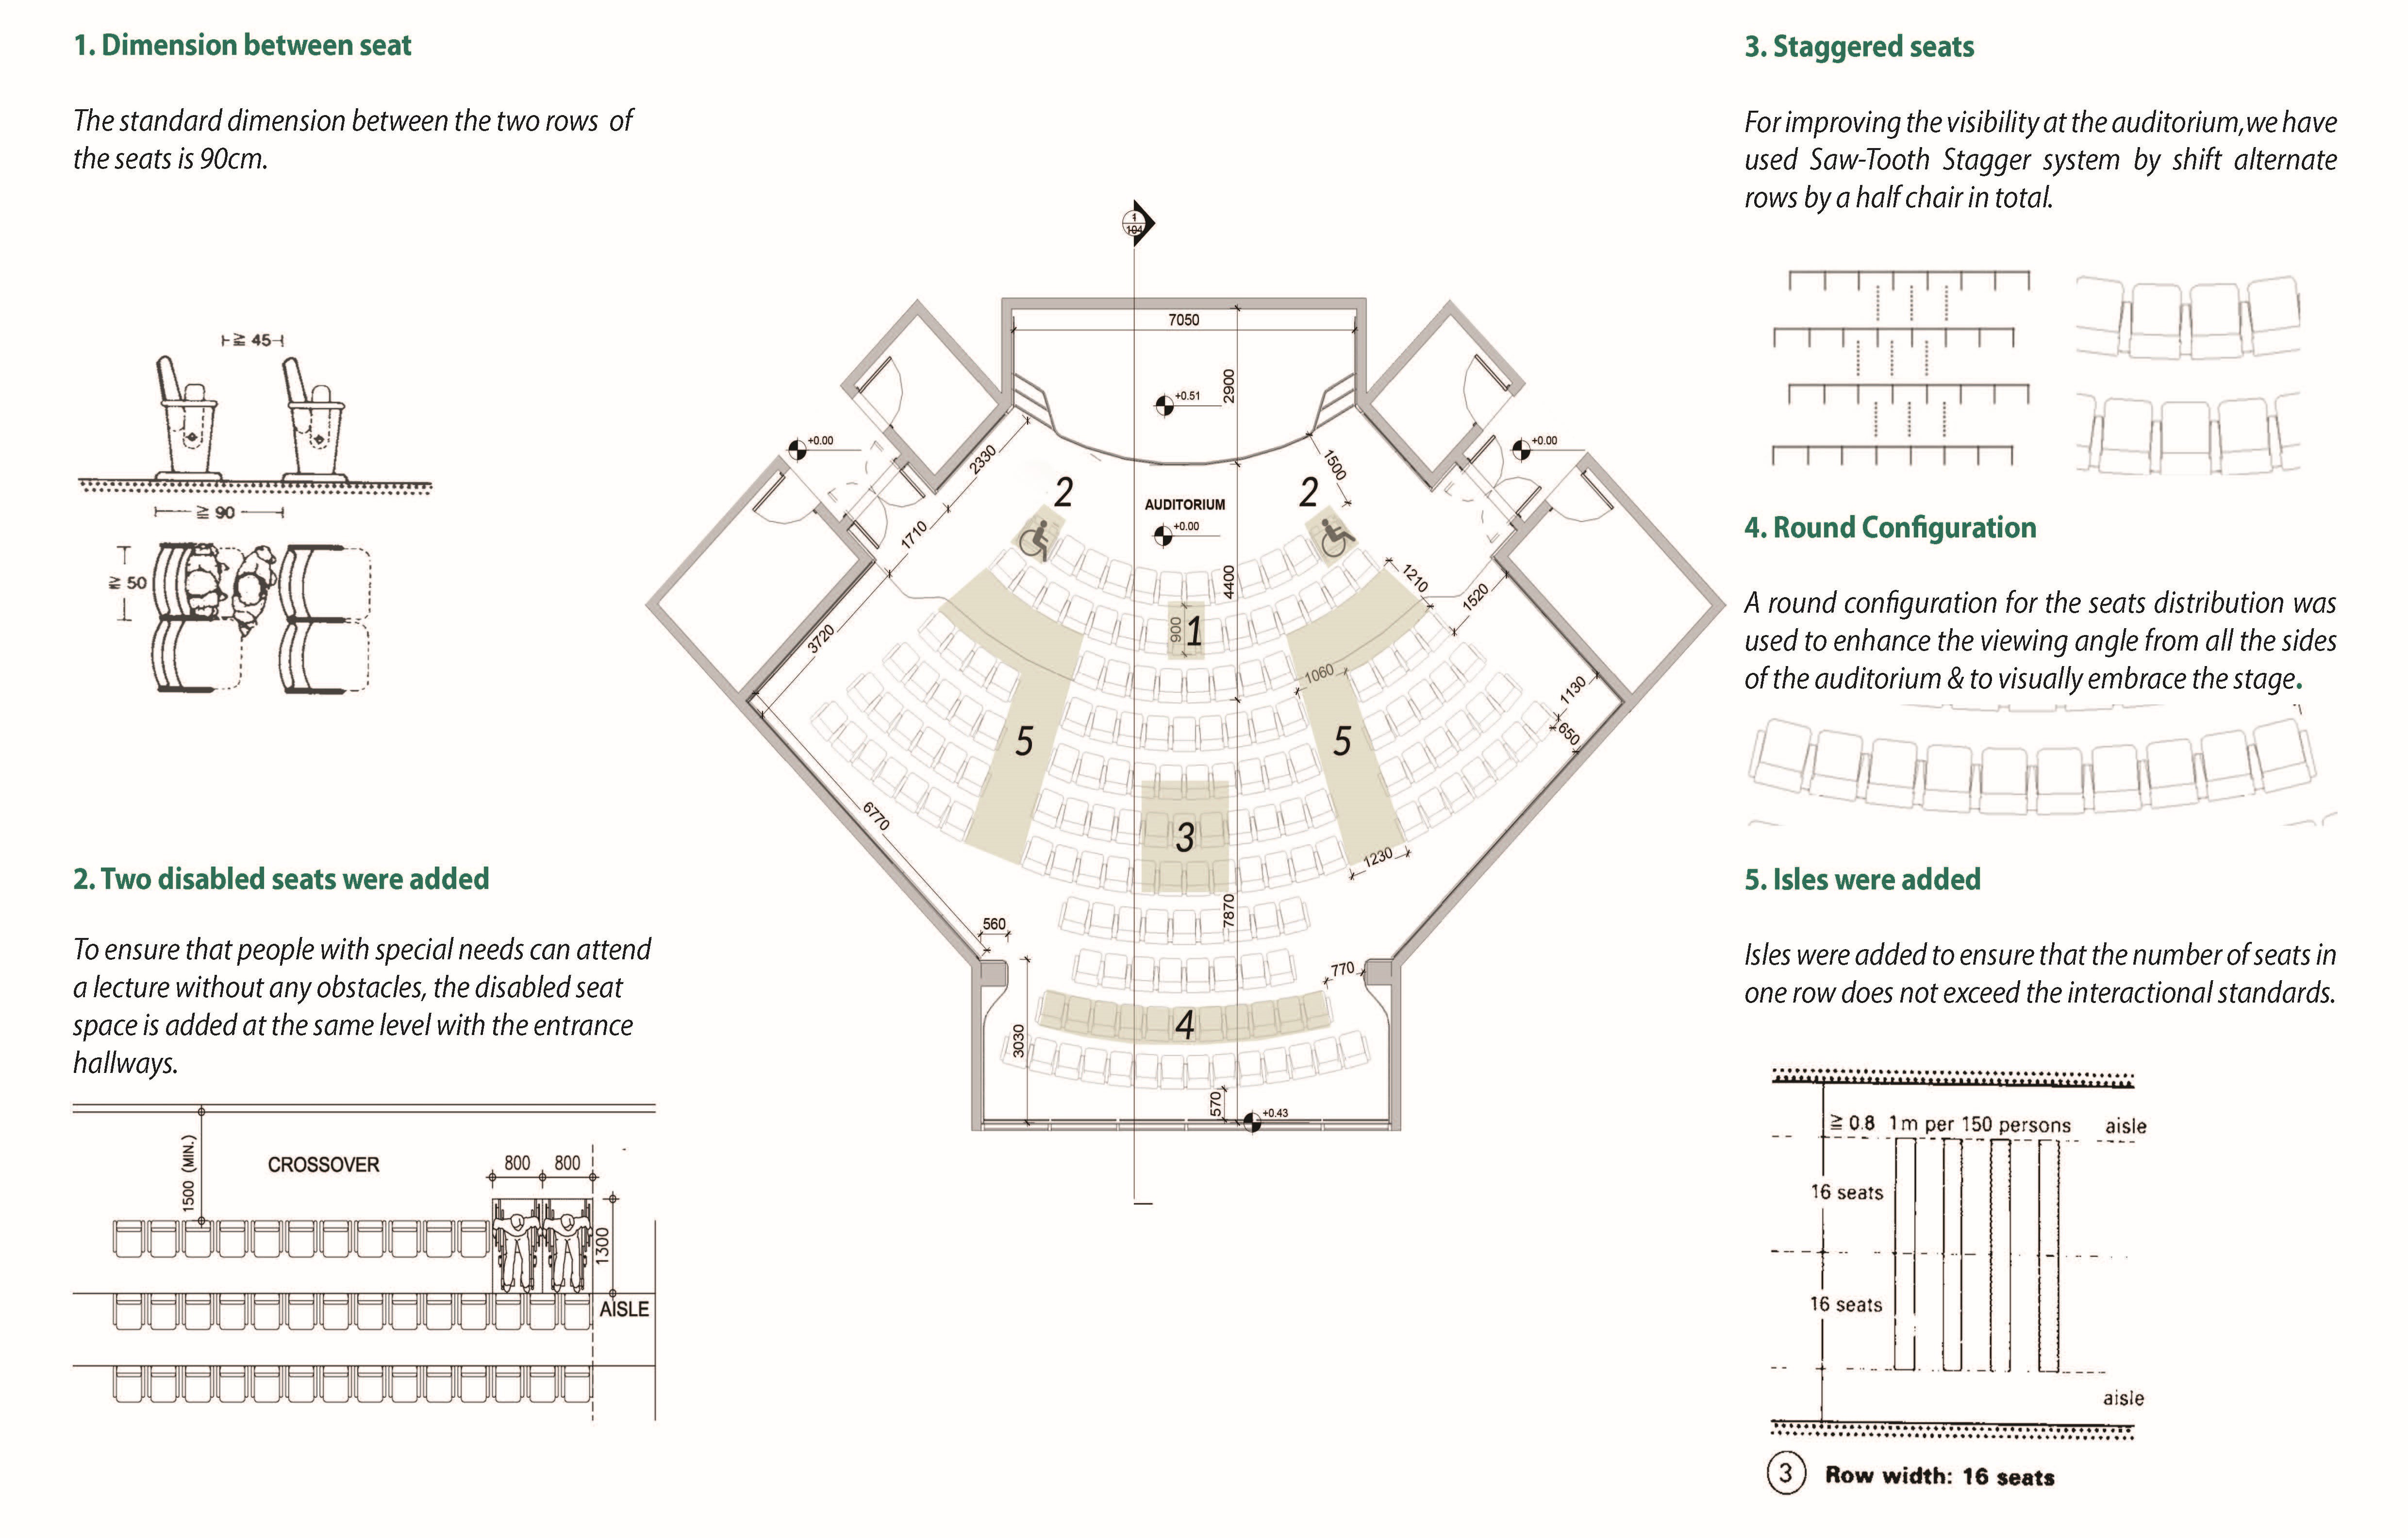 1. Dimension between seat
The standard dimension between the two rows of
the seats is 90cm.
≧ 45
≧ 90
≧ 50
2. Two disabled seats were added
To ensure that people with special needs can attend
a lecture without any obstacles, the disabled seat
space is added at the same level with the entrance
hallways.
1500 (MIN.)
CROSSOVER
800 800
1300
AISLE
1
104
7050
2900
+0.51
+0.00
+0.00
2330
1500
2
2
AUDITORIUM
+0.00
1710
4400
1210
1520
900
1
3720
1060
1130
650
5
5
6770
3
1230
7870
560
770
4
3030
570
+0.43
3. Staggered seats
For improving the visibility at the auditorium,we have
used Saw-Tooth Stagger system by shift alternate
rows by a half chair in total.
4. Round Configuration
A round configuration for the seats distribution was
used to enhance the viewing angle from all the sides
of the auditorium & to visually embrace the stage.
5. Isles were added
Isles were added to ensure that the number of seats in
one row does not exceed the interactional standards.
≧ 0.8 1m per 150 persons aisle
16 seats
16 seats
aisle
3 Row width: 16 seats